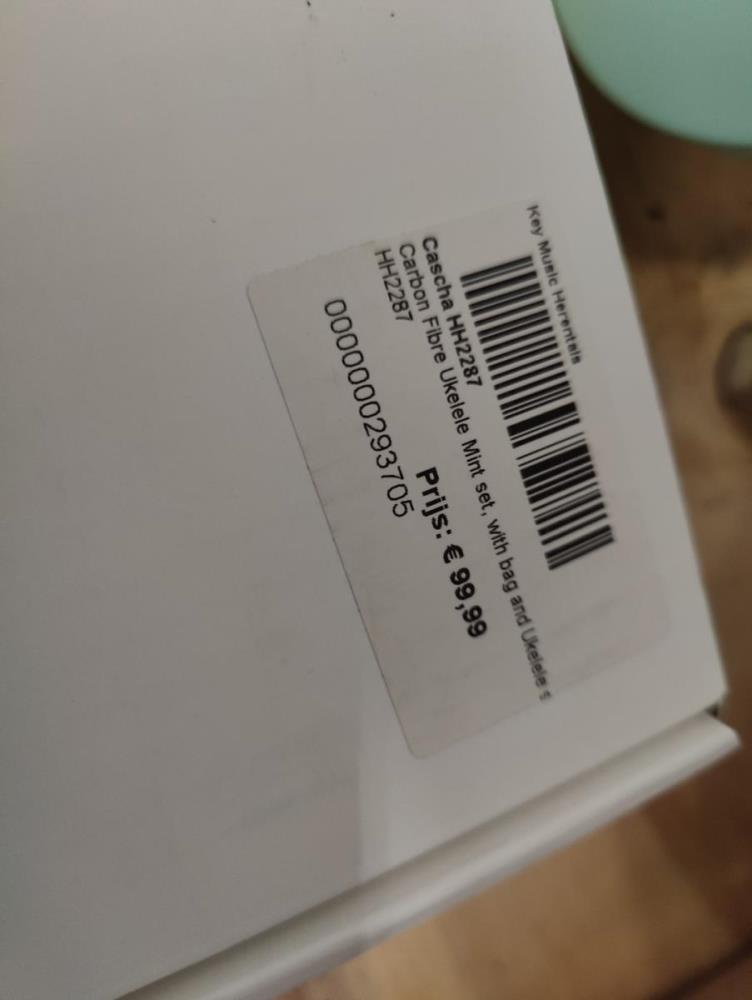 Key Music Herentals
Cascha HH2287
Carbon Fibre Ukelele Mint set, with bag and Ukelele s
HH2287
Prijs: € 99,99
0000000293705